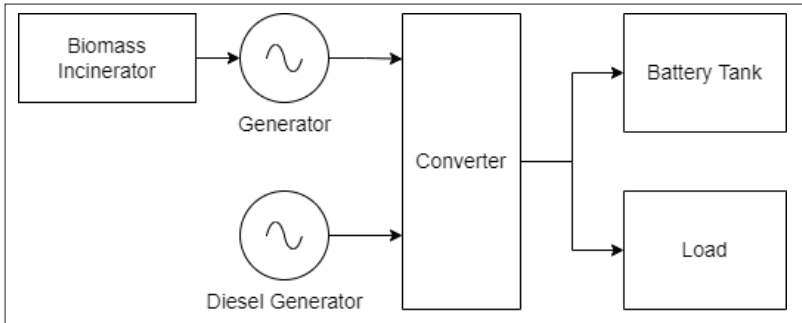 Biomass
Incinerator
Generator
Diesel Generator
Converter
Battery Tank
Load